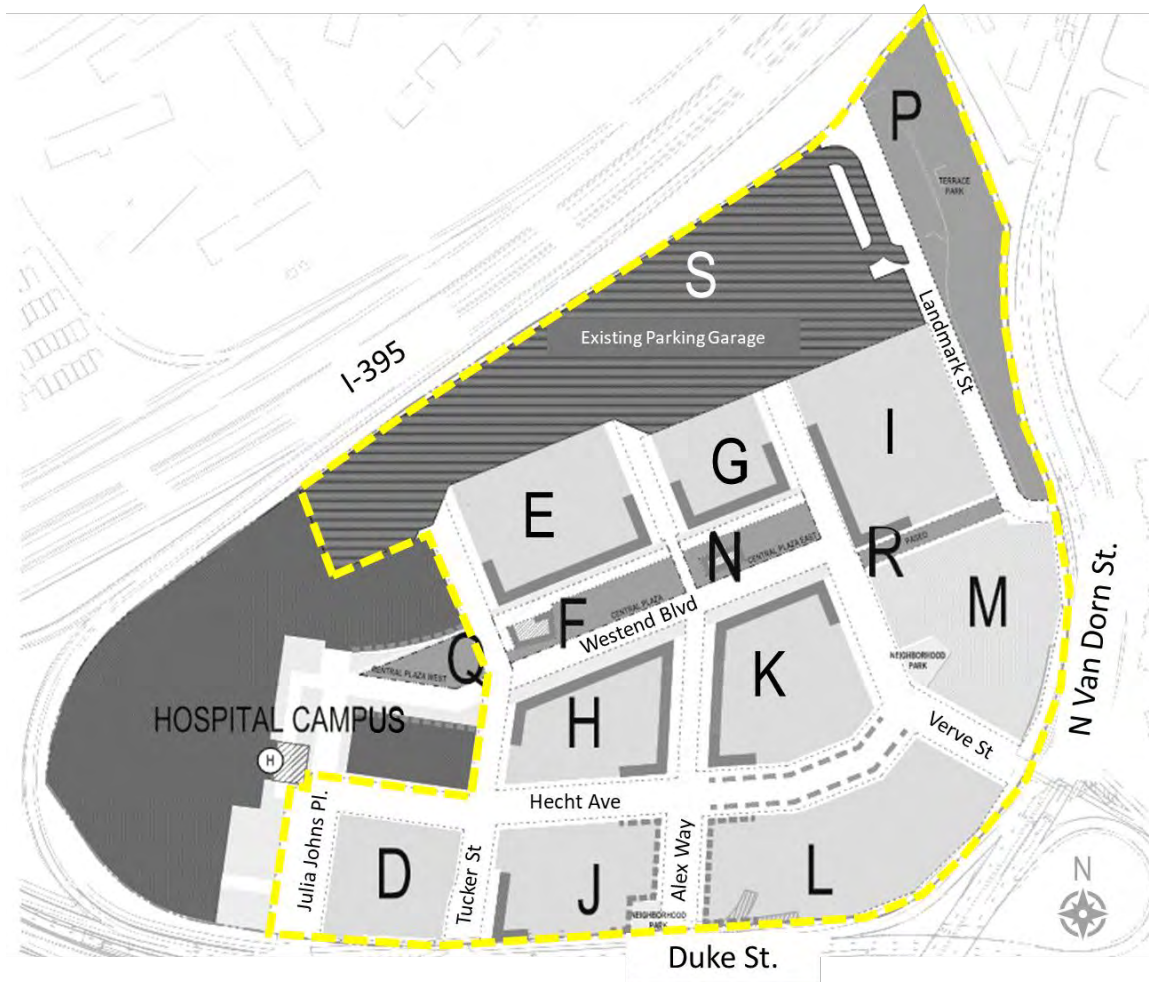 P
TERRACE
PARK
S
Existing Parking Garage
Landmark St
I-395
I
G
E
N
CENTRAL PLAZA EAST
R
PASEO
M
F
CENTRAL PLAZA
Westend Blvd
Q
CENTRAL PLAZA WEST
NEIGHBORHOOD
PARK
K
N Van Dorn St.
HOSPITAL CAMPUS
H
H
Verve St
Hecht Ave
Julia Johns Pl.
D
Tucker St
J
Alex Way
L
NEIGHBORHOOD
PARK
N
Duke St.